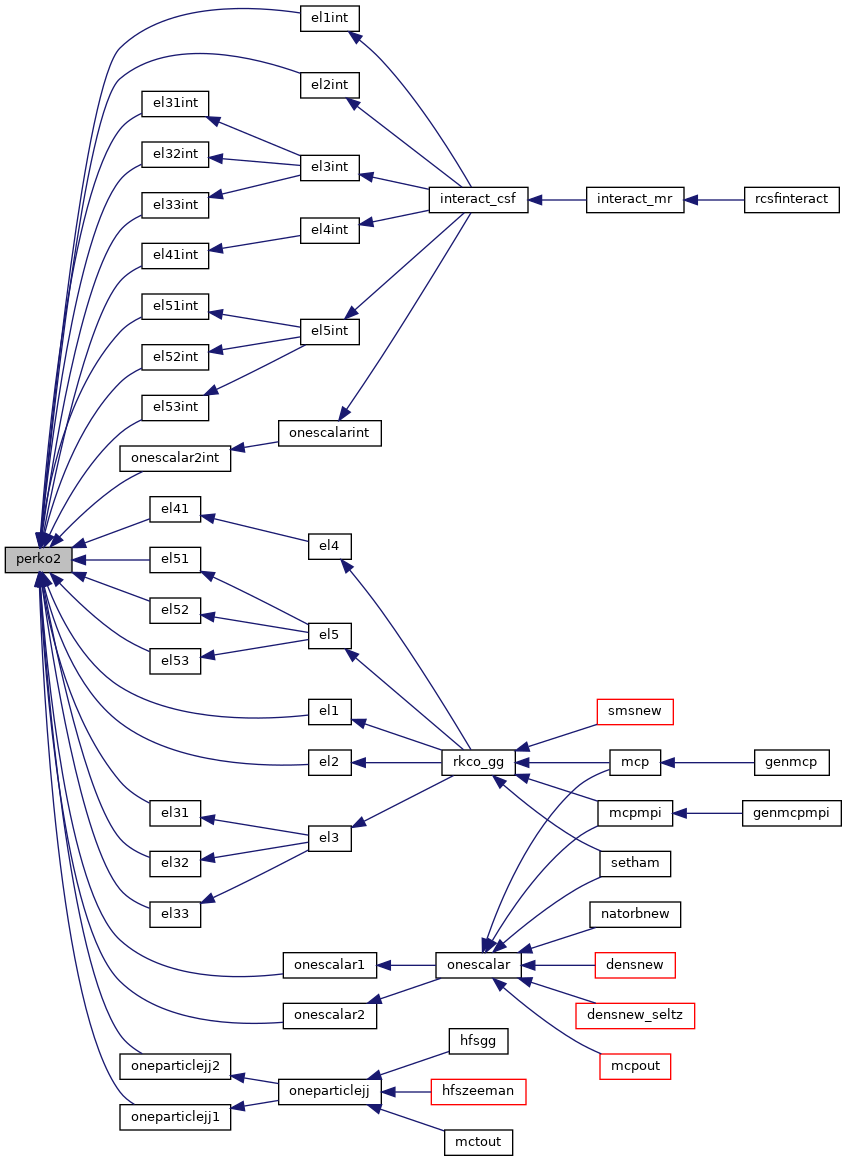 el1int
el2int
el31int
el32int
el3int
el33int
interact_csf
interact_mr
rcsfinteract
el4int
el41int
el51int
el5int
el52int
el53int
onescalarint
onescalar2int
el41
el4
perko2
el51
el52
el5
el53
el1
smsnew
el2
rkco_gg
mcp
genmcp
el31
mcpmpi
genmcpmpi
el3
el32
setham
el33
natorbnew
onescalar1
onescalar
densnew
onescalar2
densnew_seltz
hfsgg
oneparticlejj2
mcpout
oneparticlejj
hfszeeman
oneparticlejj1
mctout